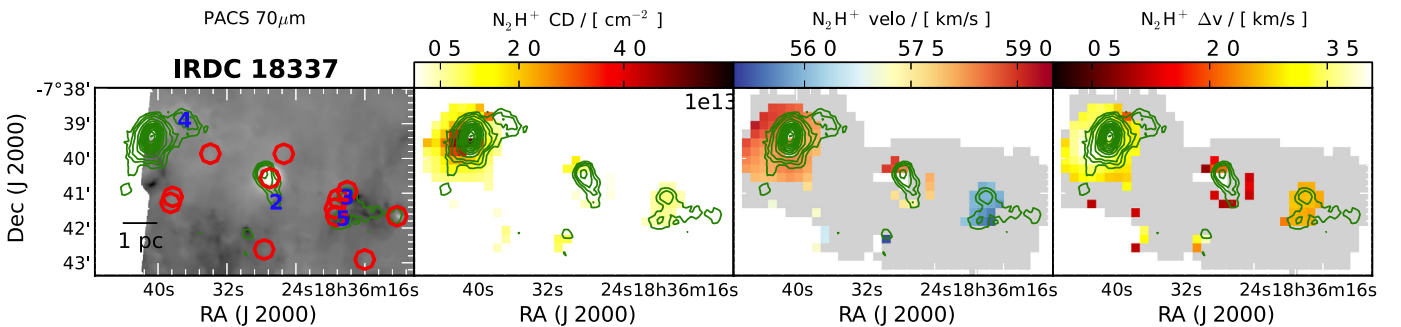 PACS 70μm
N₂H⁺ CD / [ cm⁻² ]
N₂H⁺ velo / [ km/s ]
N₂H⁺ Δv / [ km/s ]
0 5 2 0 4 0
56 0 57 5 59 0
0 5 2 0 3 5
IRDC 18337
1e13
-7°38'
39'
40'
41'
42'
43'
Dec (J 2000)
4
2
3
5
1 pc
40s 32s 24s18h36m16s
40s 32s 24s18h36m16s
40s 32s 24s18h36m16s
40s 32s 24s18h36m16s
RA (J 2000)
RA (J 2000)
RA (J 2000)
RA (J 2000)